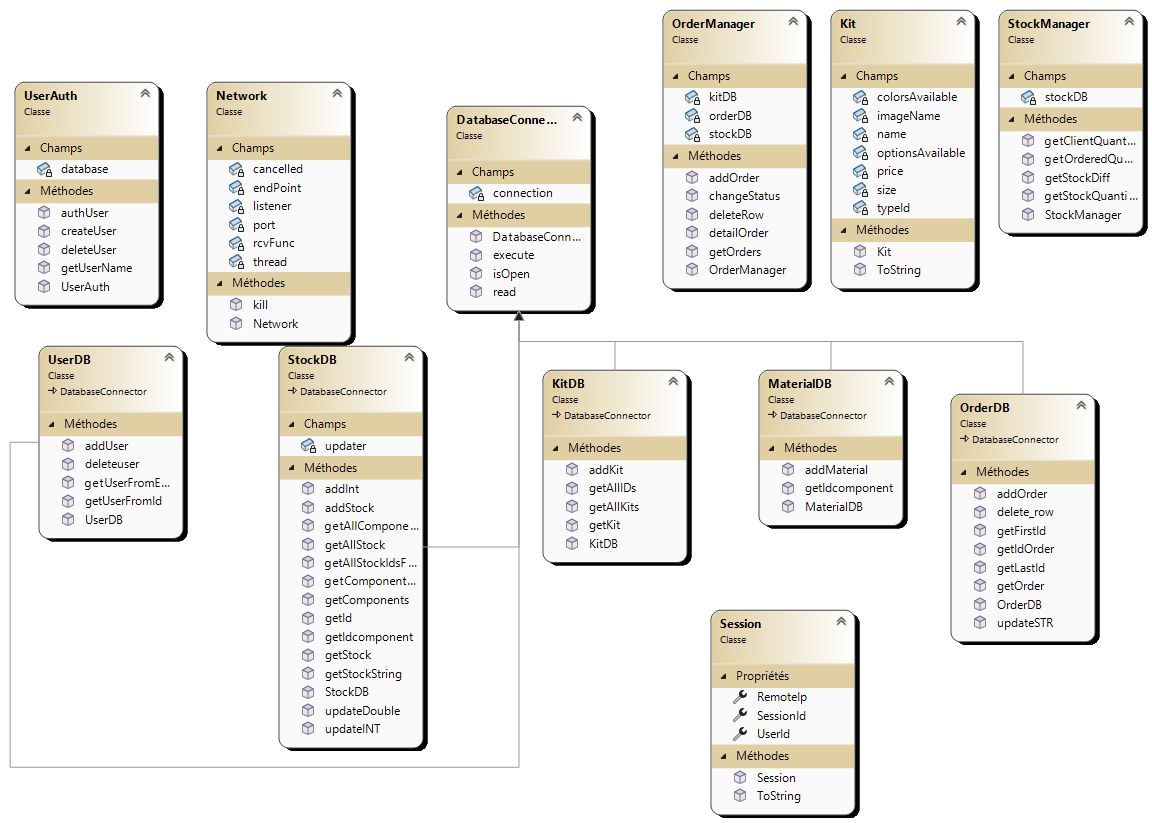 OrderManager
Classe
Champs
kitDB
orderDB
stockDB
Méthodes
addOrder
changeStatus
deleteRow
detailOrder
getOrders
OrderManager
Kit
Classe
Champs
colorsAvailable
imageName
name
optionsAvailable
price
size
typeId
Méthodes
Kit
ToString
StockManager
Classe
Champs
stockDB
Méthodes
getClientQuant...
getOrderedQu...
getStockDiff
getStockQuanti...
StockManager
UserAuth
Classe
Champs
database
Méthodes
authUser
createUser
deleteUser
getUserName
UserAuth
Network
Classe
Champs
cancelled
endPoint
listener
port
rcvFunc
thread
Méthodes
kill
Network
DatabaseConne...
Classe
Champs
connection
Méthodes
DatabaseConn...
execute
isOpen
read
UserDB
Classe
DatabaseConnector
Méthodes
addUser
deleteuser
getUserFromE...
getUserFromId
UserDB
StockDB
Classe
DatabaseConnector
Champs
updater
Méthodes
addInt
addStock
getAllCompone...
getAllStock
getAllStockIdsF...
getComponent...
getComponents
getId
getIdcomponent
getStock
getStockString
StockDB
updateDouble
updateINT
KitDB
Classe
DatabaseConnector
Méthodes
addKit
getAllIDs
getAllKits
getKit
KitDB
MaterialDB
Classe
DatabaseConnector
Méthodes
addMaterial
getIdcomponent
MaterialDB
OrderDB
Classe
DatabaseConnector
Méthodes
addOrder
delete_row
getFirstId
getIdOrder
getLastId
getOrder
OrderDB
updateSTR
Session
Classe
Propriétés
RemoteIp
SessionId
UserId
Méthodes
Session
ToString